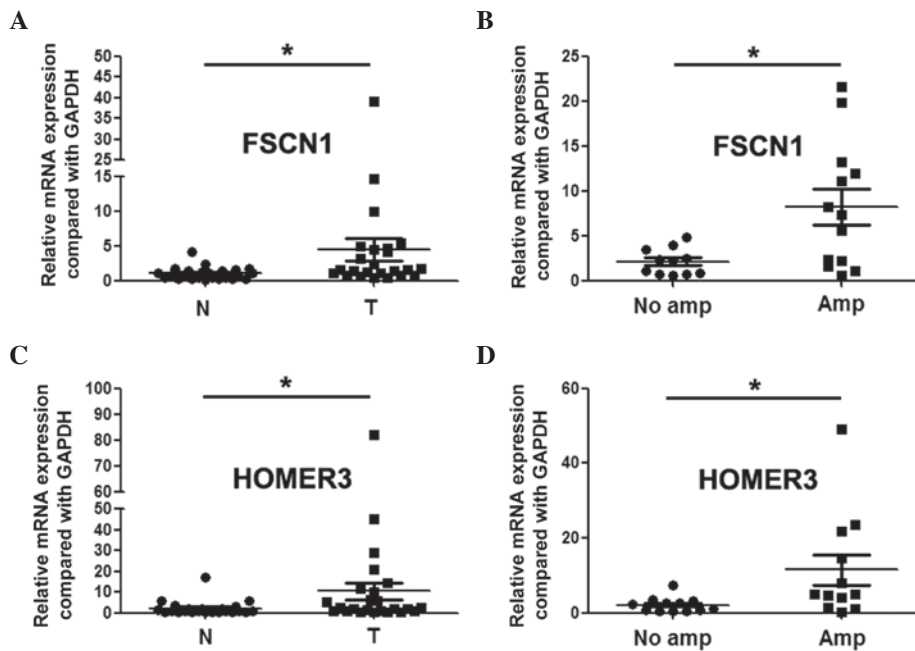 A
Relative mRNA expression
compared with GAPDH
50
45
40
35
30
25
15
10
5
0
*
FSCN1
N
T
B
Relative mRNA expression
compared with GAPDH
25
20
15
10
5
0
*
FSCN1
No amp
Amp
C
Relative mRNA expression
compared with GAPDH
100
90
80
70
60
50
40
30
20
10
0
*
HOMER3
N
T
D
Relative mRNA expression
compared with GAPDH
60
40
20
0
*
HOMER3
No amp
Amp